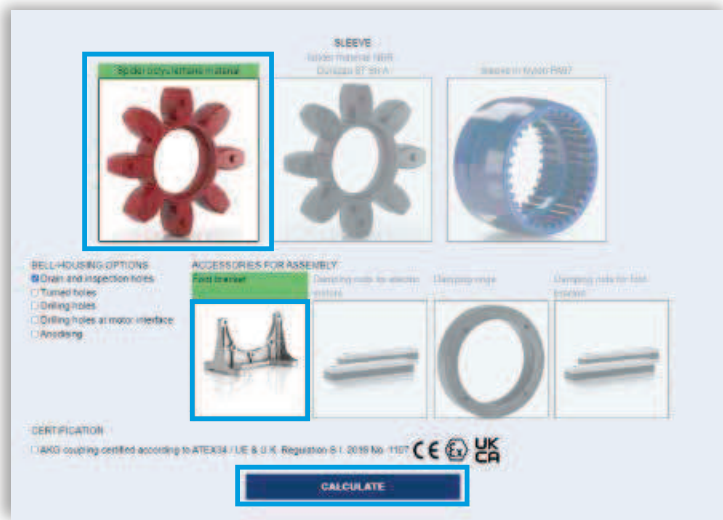 SLEEVE
Spider polyurethane material
Spider material NBR
Durezza 87 SH A
Sleeve in Nylon PA67
BELL-HOUSING OPTIONS
Drain and inspection holes
Turned holes
Drilling holes
Drilling holes at motor interface
Anodising
ACCESSORIES FOR ASSEMBLY
Foot bracket
Damping rods for electric
motors
Damping rings
Damping rods for foot
bracket
CERTIFICATION
AKG coupling certified according to ATEX34 / UE & U.K. Regulation S.I. 2016 No. 1107 CE Ex UK
CA
CALCULATE